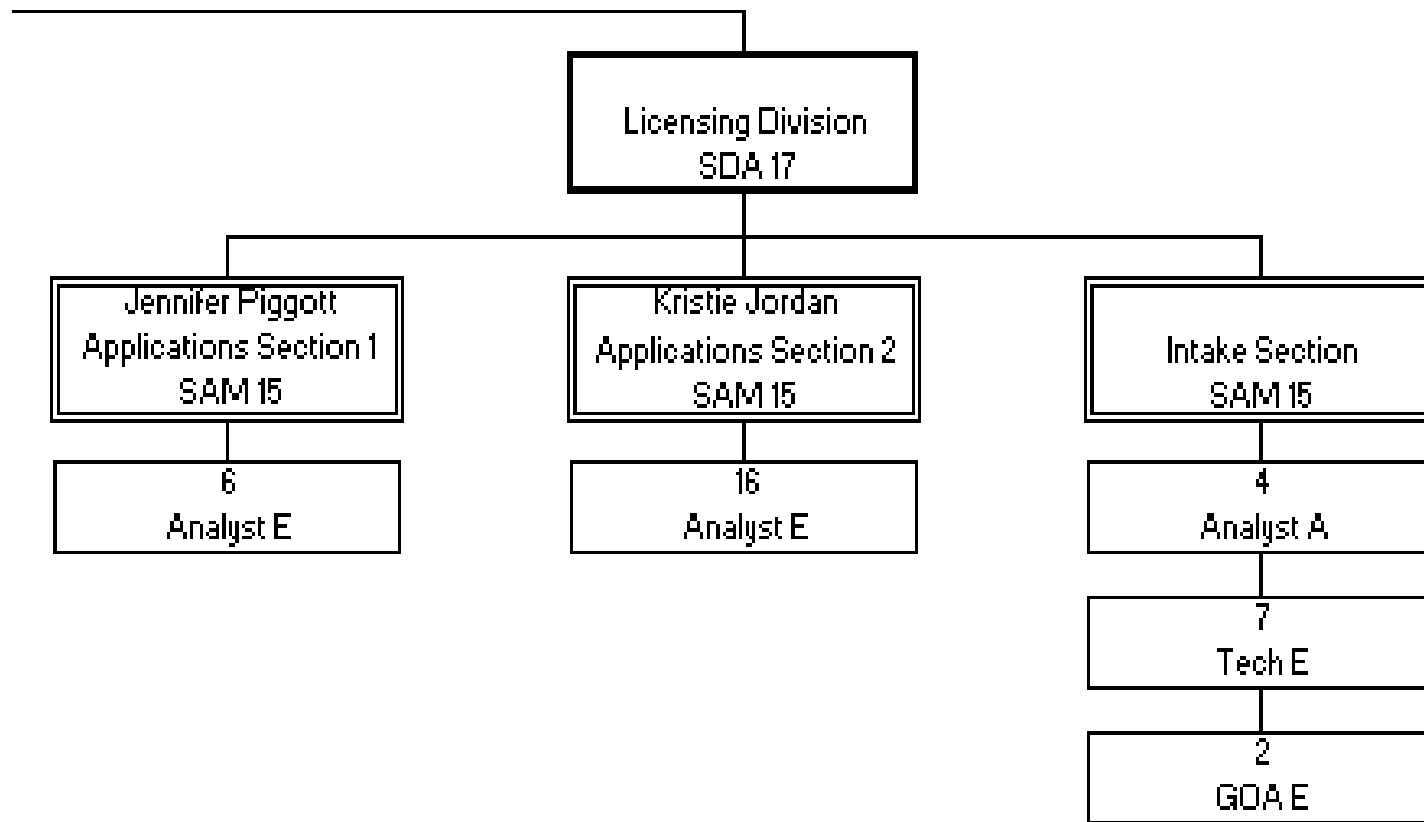 Licensing Division
SDA 17
Jennifer Piggott
Applications Section 1
SAM 15
Kristie Jordan
Applications Section 2
SAM 15
Intake Section
SAM 15
6
Analyst E
16
Analyst E
4
Analyst A
7
Tech E
2
GOA E